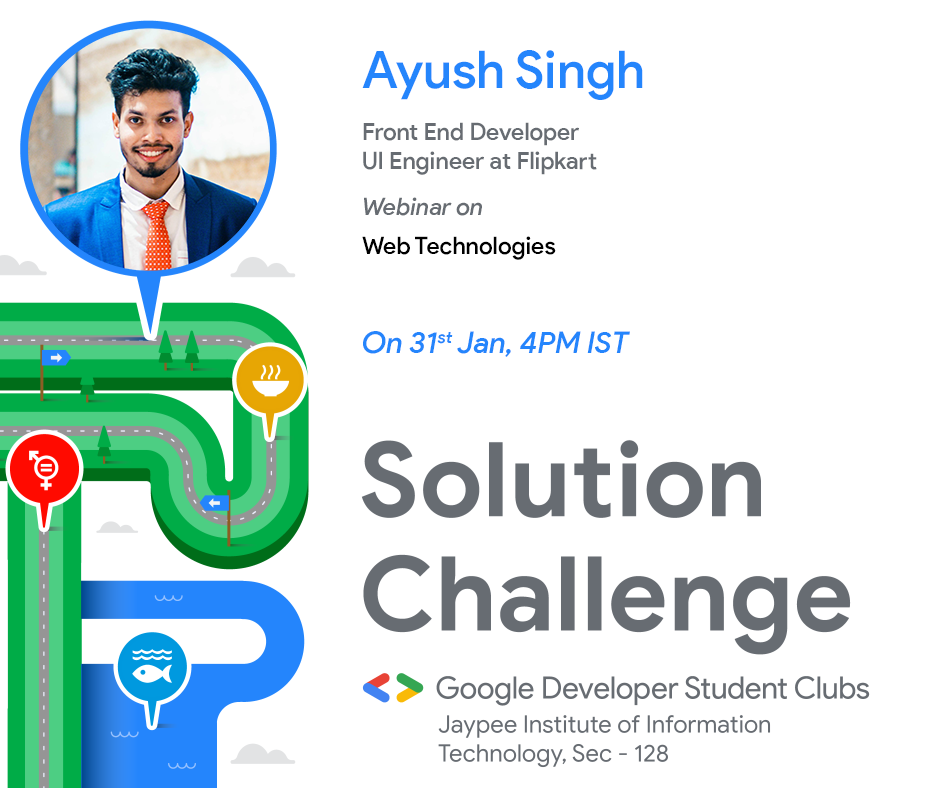 Ayush Singh
Front End Developer
UI Engineer at Flipkart
Webinar on
Web Technologies
On 31st Jan, 4PM IST
Solution
Challenge
Google Developer Student Clubs
Jaypee Institute of Information
Technology, Sec - 128